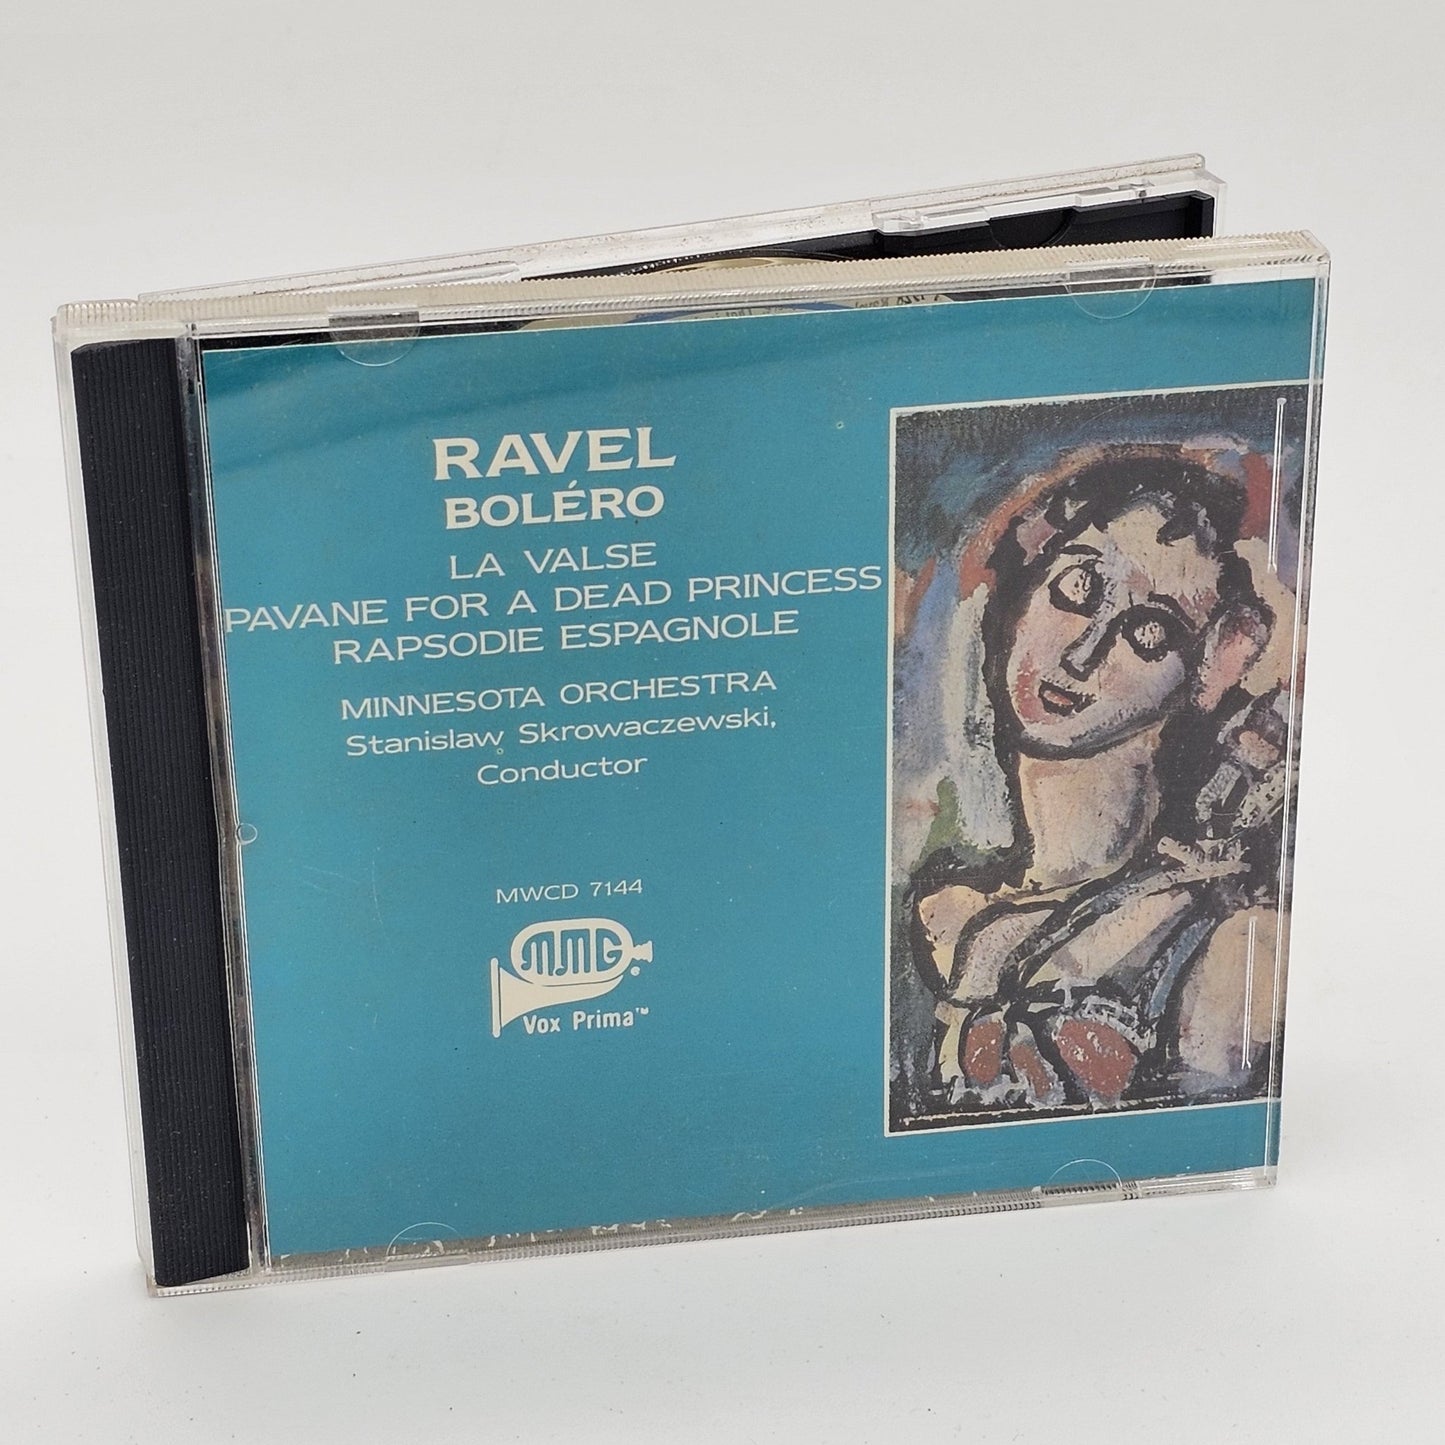 RAVEL
BOLÉRO
LA VALSE
PAVANE FOR A DEAD PRINCESS
RAPSODIE ESPAGNOLE
MINNESOTA ORCHESTRA
Stanislaw Skrowaczewski,
Conductor
MWCD 7144
MMG
Vox Prima™